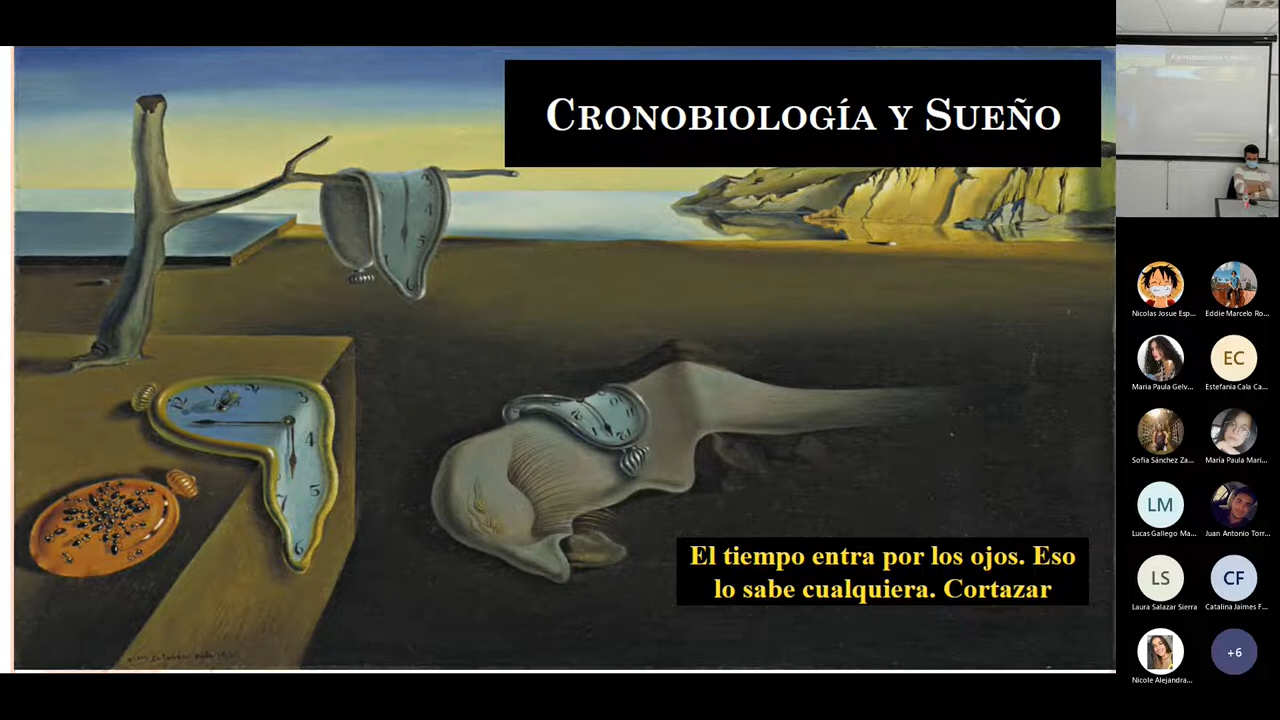 CRONOBIOLOGÍA Y SUEÑO
El tiempo entra por los ojos. Eso
lo sabe cualquiera. Cortazar
Nicolas Josue Esp...
Eddie Marcelo Ro...
Maria Paula Gelv...
EC
Estefania Cala Ca...
Sofia Sánchez Za...
María Paula Mari...
LM
Lucas Gallego Ma...
Juan Antonio Torr...
LS
Laura Salazar Sierra
CF
Catalina Jaimes F...
Nicole Alejandra...
+6